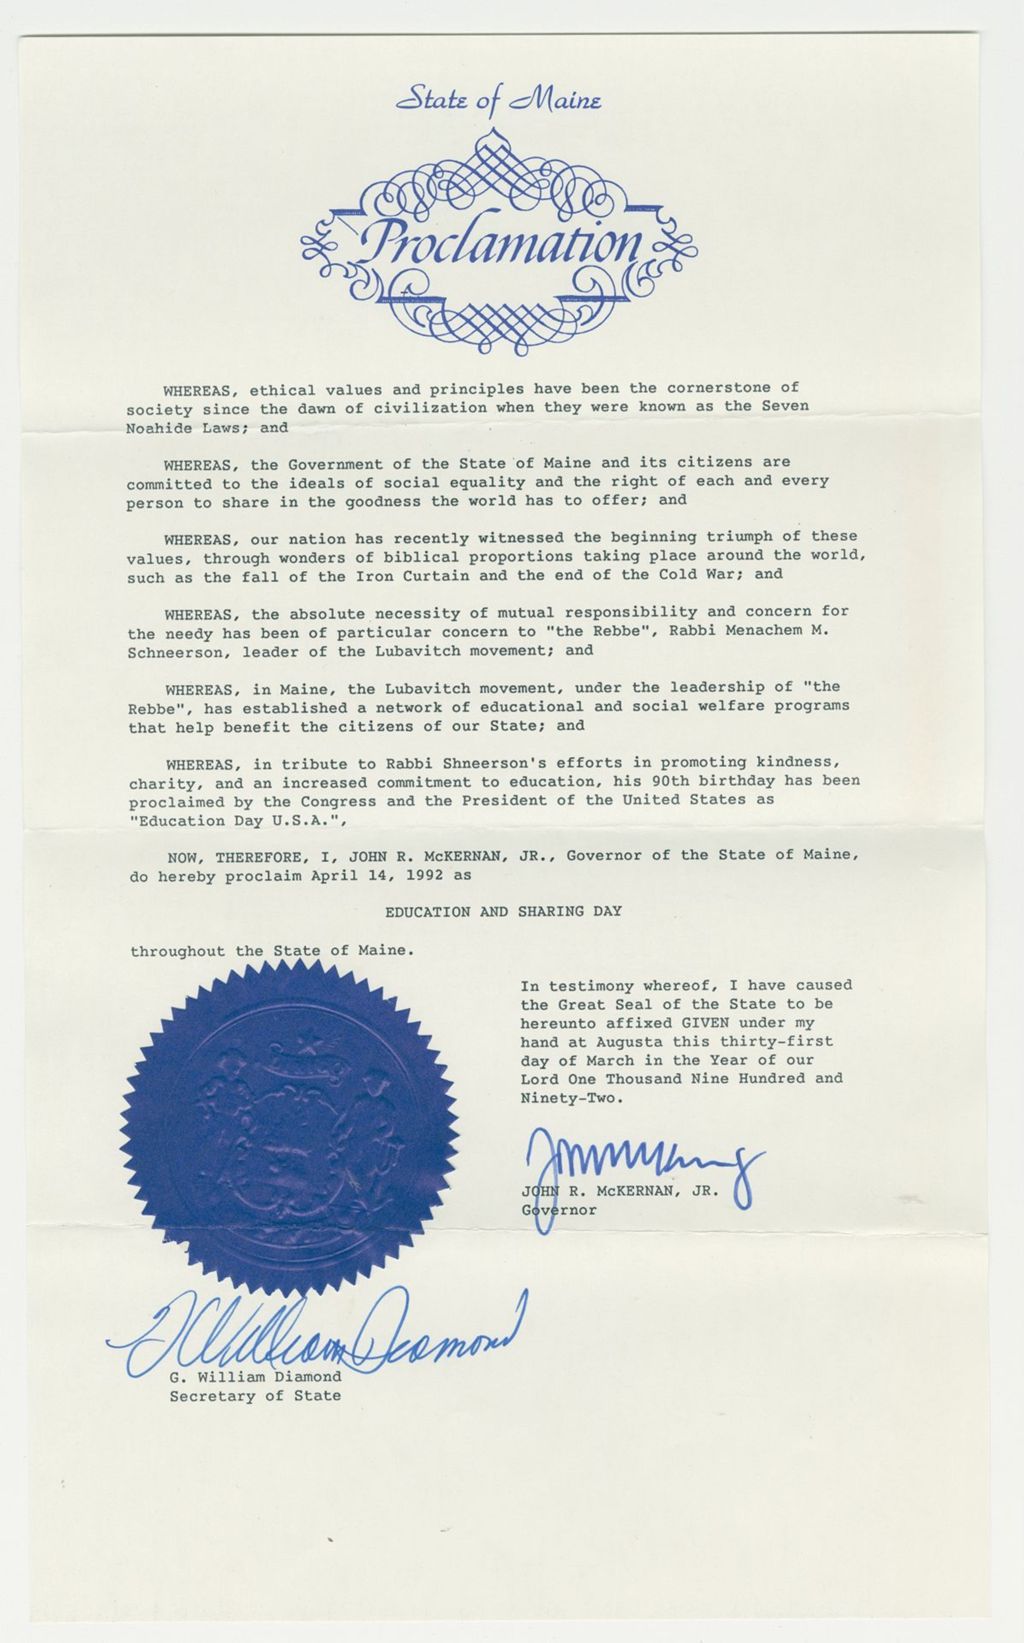 State of Maine
Proclamation
WHEREAS, ethical values and principles have been the cornerstone of
society since the dawn of civilization when they were known as the Seven
Noahide Laws; and
WHEREAS, the Government of the State of Maine and its citizens are
committed to the ideals of social equality and the right of each and every
person to share in the goodness the world has to offer; and
WHEREAS, our nation has recently witnessed the beginning triumph of these
values, through wonders of biblical proportions taking place around the world,
such as the fall of the Iron Curtain and the end of the Cold War; and
WHEREAS, the absolute necessity of mutual responsibility and concern for
the needy has been of particular concern to "the Rebbe", Rabbi Menachem M.
Schneerson, leader of the Lubavitch movement; and
WHEREAS, in Maine, the Lubavitch movement, under the leadership of "the
Rebbe", has established a network of educational and social welfare programs
that help benefit the citizens of our State; and
WHEREAS, in tribute to Rabbi Shneerson's efforts in promoting kindness,
charity, and an increased commitment to education, his 90th birthday has been
proclaimed by the Congress and the President of the United States as
"Education Day U.S.A.",
NOW, THEREFORE, I, JOHN R. McKERNAN, JR., Governor of the State of Maine,
do hereby proclaim April 14, 1992 as
EDUCATION AND SHARING DAY
throughout the State of Maine.
In testimony whereof, I have caused
the Great Seal of the State to be
hereunto affixed GIVEN under my
hand at Augusta this thirty-first
day of March in the Year of our
Lord One Thousand Nine Hundred and
Ninety-Two.
JOHN R. McKERNAN, JR.
Governor
G William Diamond
G. William Diamond
Secretary of State